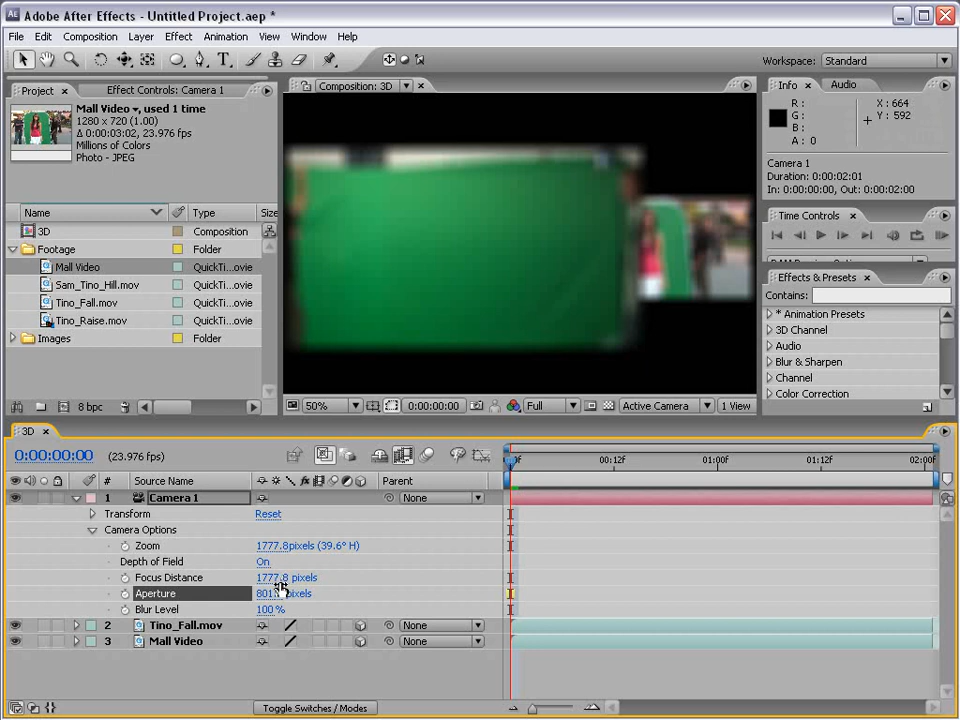 Adobe After Effects - Untitled Project.aep *
File Edit Composition Layer Effect Animation View Window Help
Workspace: Standard
Project × Effect Controls: Camera 1
Mall Video, used 1 time
1280 x 720 (1.00)
Δ 0:00:03:02, 23.976 fps
Millions of Colors
Photo - JPEG
Name Type Size
3D Composition
Footage Folder
Mall Video QuickTi...ovie
Sam_Tino_Hill.mov QuickTi...ovie
Tino_Fall.mov QuickTi...ovie
Tino_Raise.mov QuickTi...ovie
Images Folder
8 bpc
Composition: 3D ×
50% 0:00:00:00 Full Active Camera 1 View
Info × Audio
R : X : 664
G : Y : 592
B :
A : 0
Camera 1
Duration: 0:00:02:01
In: 0:00:00:00, Out: 0:00:02:00
Time Controls ×
Effects & Presets ×
Contains:
* Animation Presets
3D Channel
Audio
Blur & Sharpen
Channel
Color Correction
3D ×
0:00:00:00 (23.976 fps)
00:12f 01:00f 01:12f 02:00f
# Source Name Parent
1 Camera 1 None
Transform Reset
Camera Options
Zoom 1777.8pixels (39.6° H)
Depth of Field On
Focus Distance 1777.8 pixels
Aperture pixels
Blur Level 100 %
2 Tino_Fall.mov None
3 Mall Video None
Toggle Switches / Modes